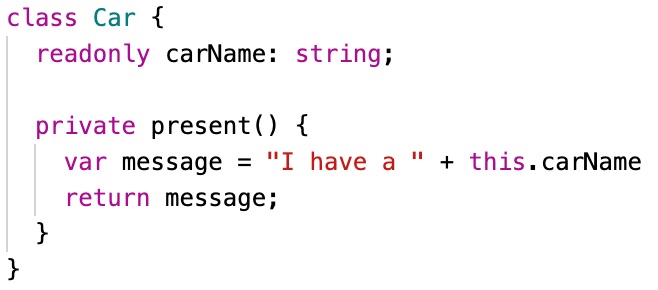 class Car {
  readonly carName: string;

  private present() {
    var message = "I have a " + this.carName
    return message;
  }
}